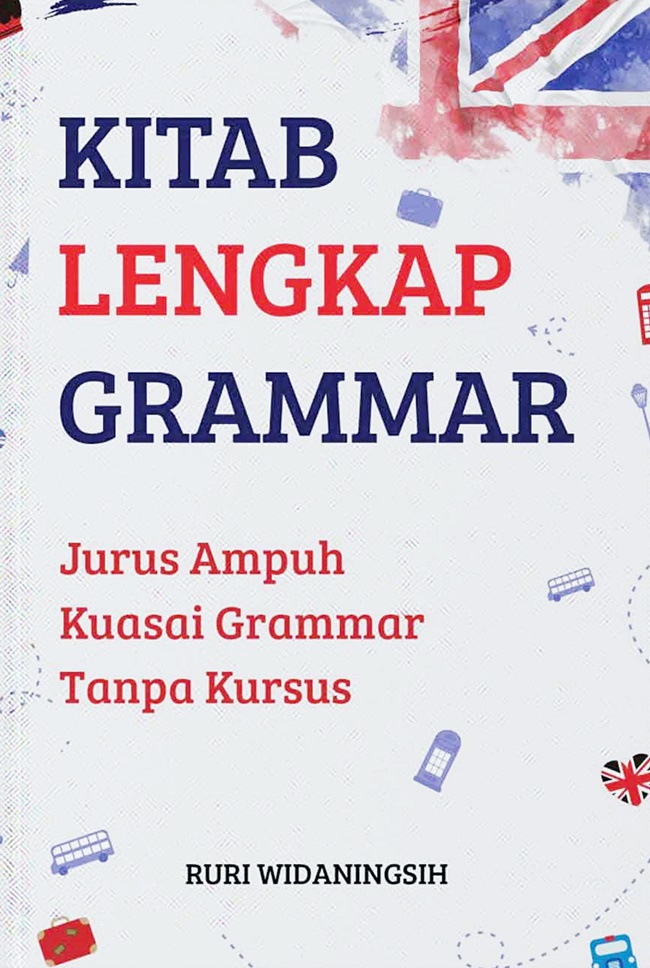 KITAB
LENGKAP
GRAMMAR
Jurus Ampuh
Kuasai Grammar
Tanpa Kursus
RURI WIDANINGSIH